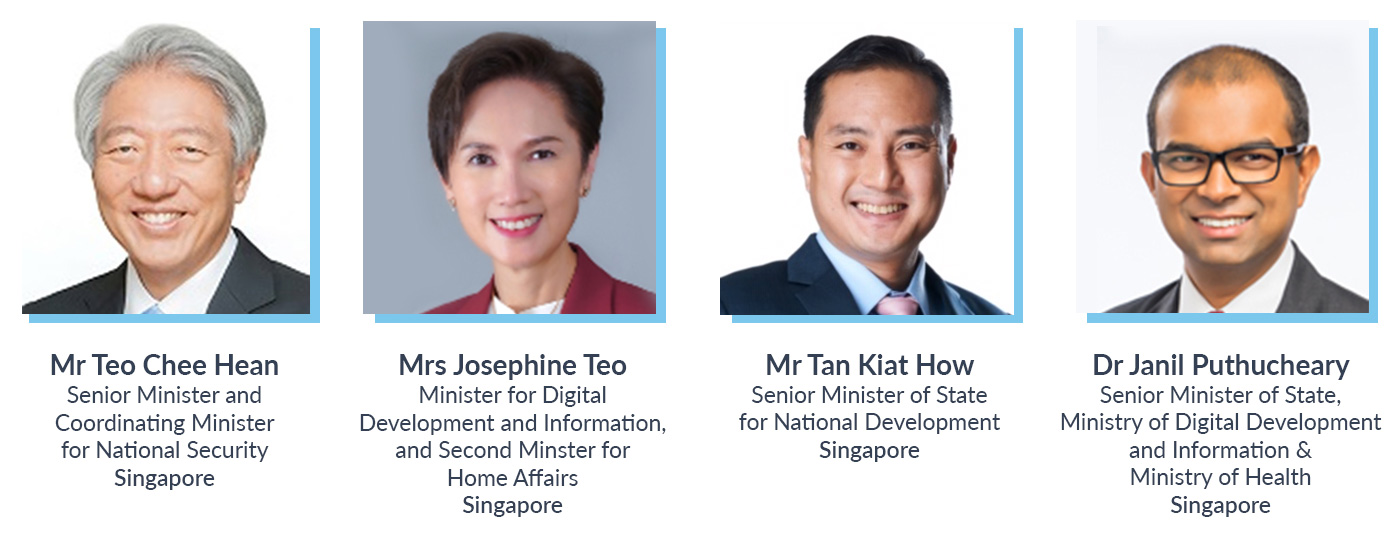 Mr Teo Chee Hean
Senior Minister and
Coordinating Minister
for National Security
Singapore
Mrs Josephine Teo
Minister for Digital
Development and Information,
and Second Minster for
Home Affairs
Singapore
Mr Tan Kiat How
Senior Minister of State
for National Development
Singapore
Dr Janil Puthucheary
Senior Minister of State,
Ministry of Digital Development
and Information &
Ministry of Health
Singapore